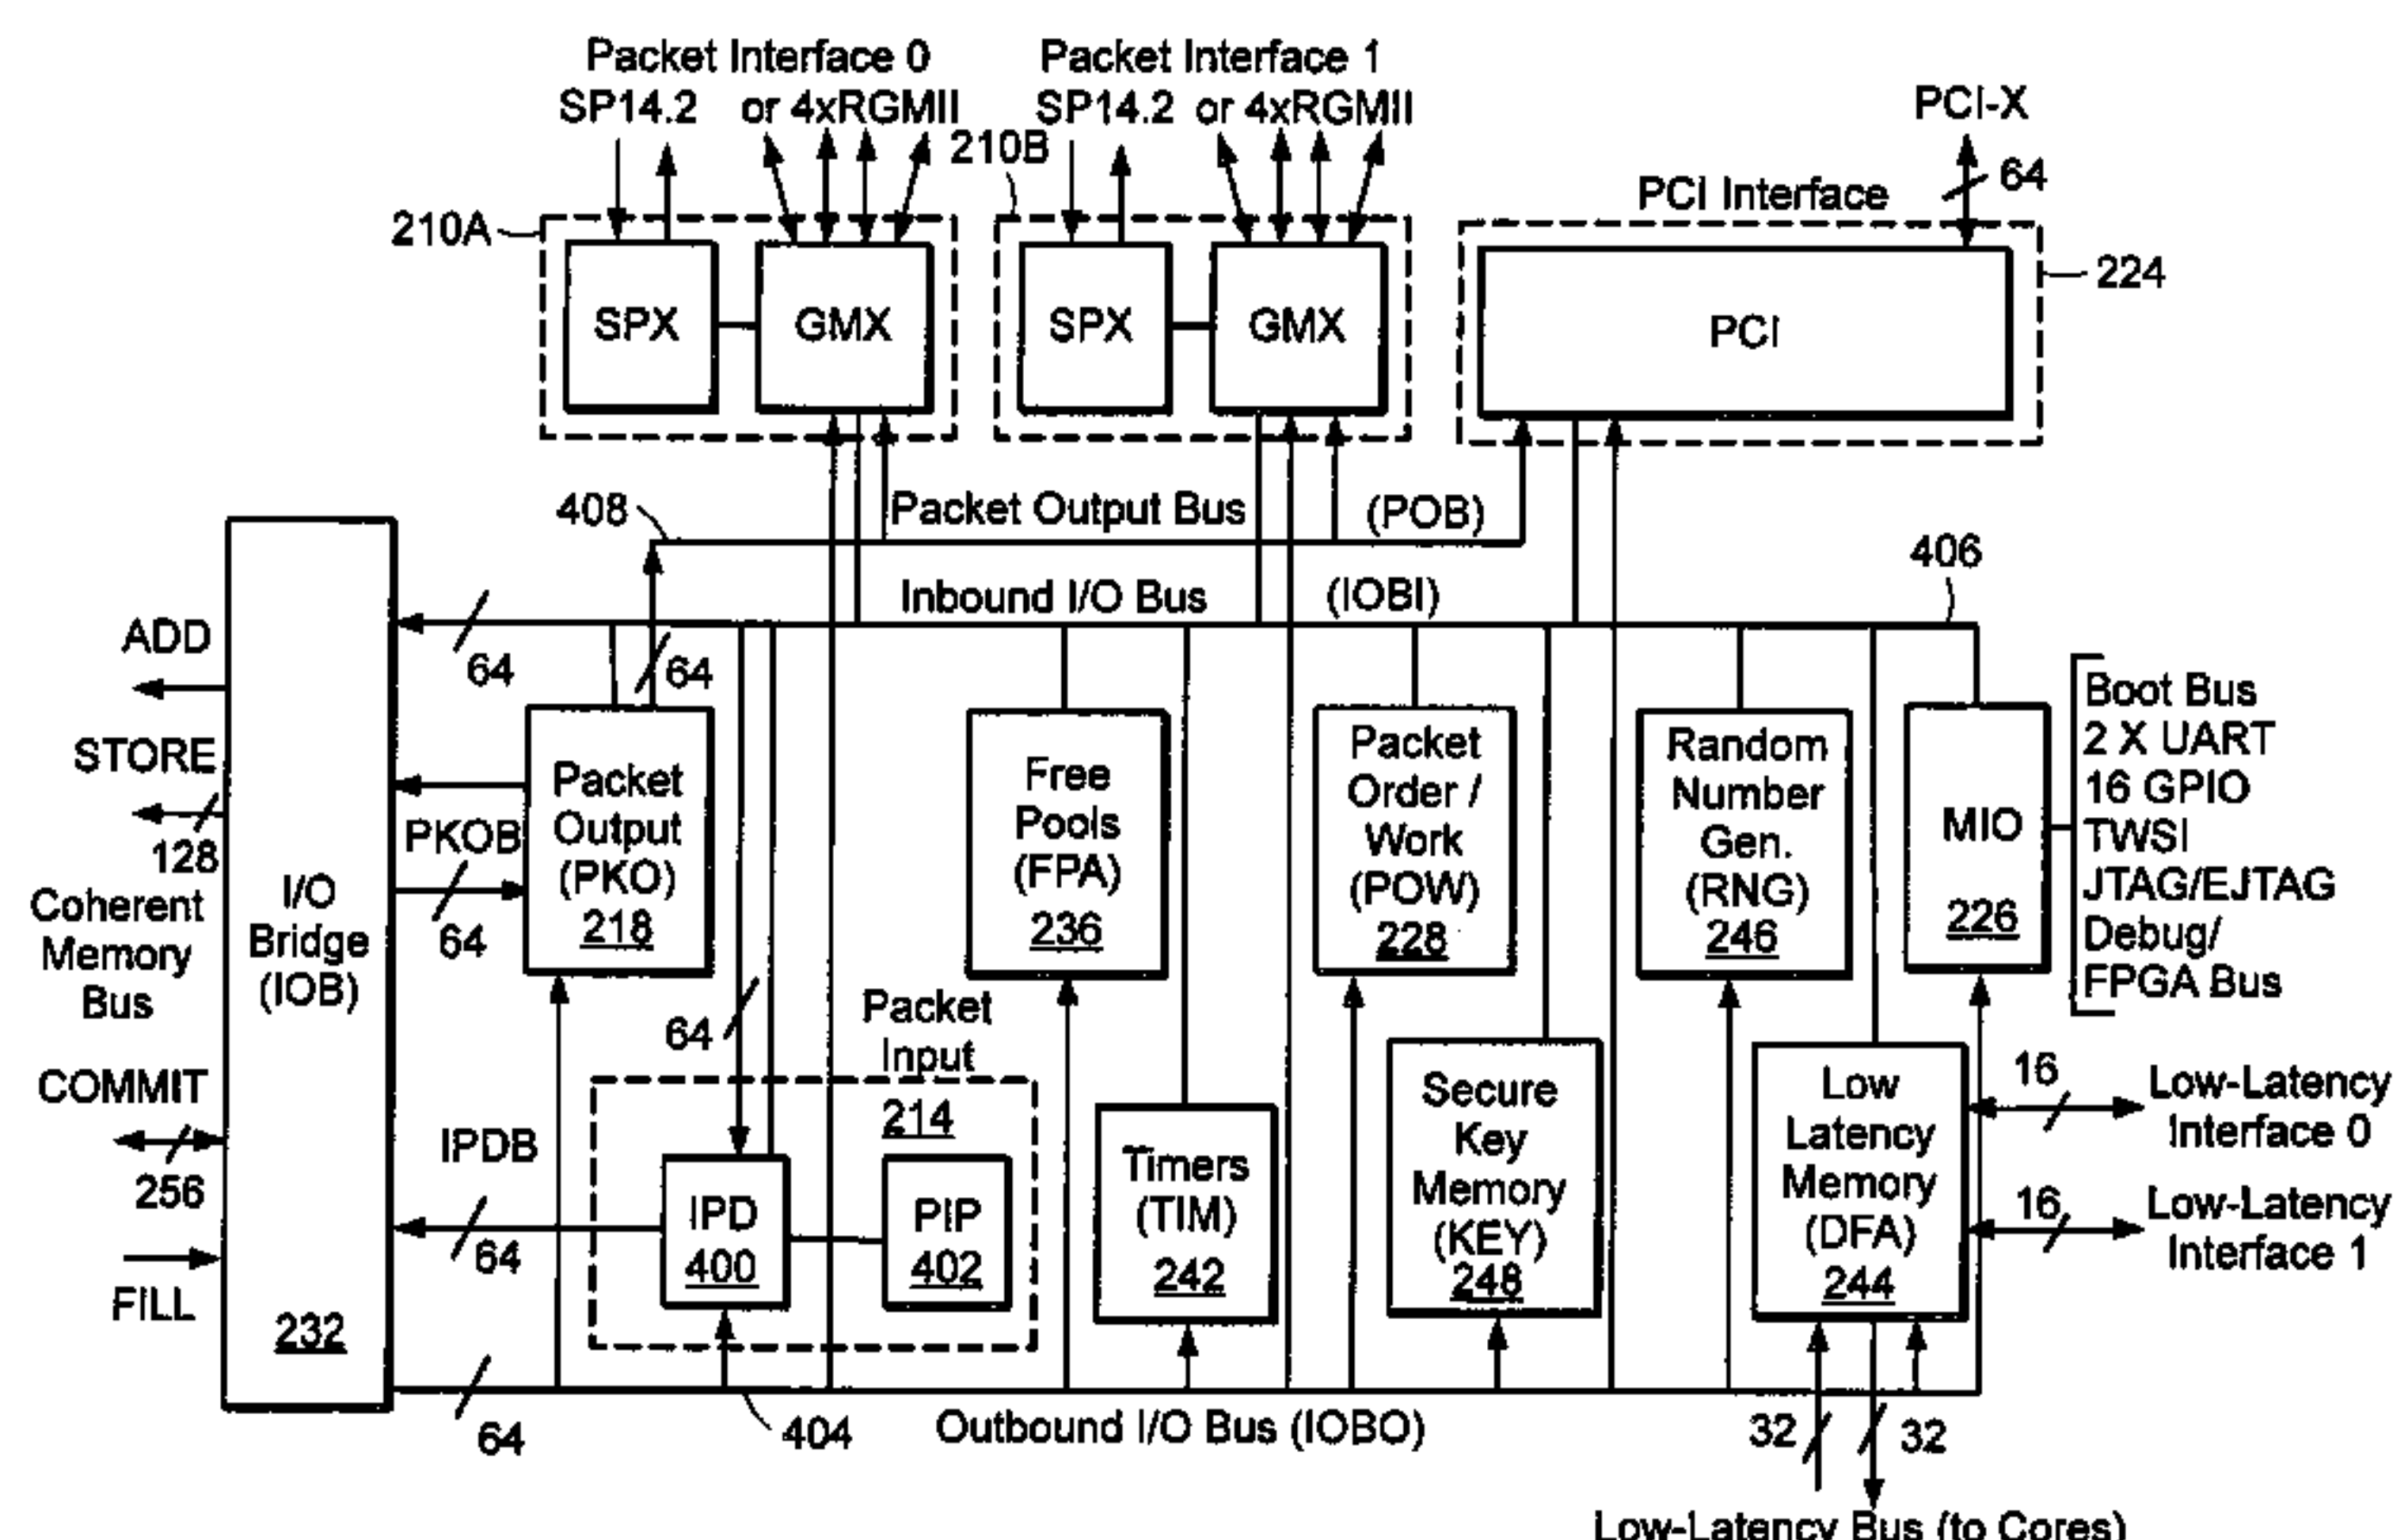 Packet Interface 0
SP14.2 or 4xRGMII
Packet Interface 1
SP14.2 or 4xRGMII
PCI-X
64
PCI Interface
210A
210B
224
SPX
GMX
SPX
GMX
PCI
408
Packet Output Bus (POB)
406
Inbound I/O Bus (IOBI)
64
64
ADD
STORE
128
Coherent
Memory
Bus
COMMIT
256
FILL
I/O
Bridge
(IOB)
232
PKOB
64
Packet
Output
(PKO)
218
Free
Pools
(FPA)
236
Packet
Order /
Work
(POW)
228
Random
Number
Gen.
(RNG)
246
MIO
226
Boot Bus
2 X UART
16 GPIO
TWSI
JTAG/EJTAG
Debug/
FPGA Bus
64
Packet
Input
214
IPDB
64
IPD
400
PIP
402
Timers
(TIM)
242
Secure
Key
Memory
(KEY)
248
Low
Latency
Memory
(DFA)
244
16
Low-Latency
Interface 0
16
Low-Latency
Interface 1
64
404
Outbound I/O Bus (IOBO)
32
32
Low-Latency Bus (to Cores)